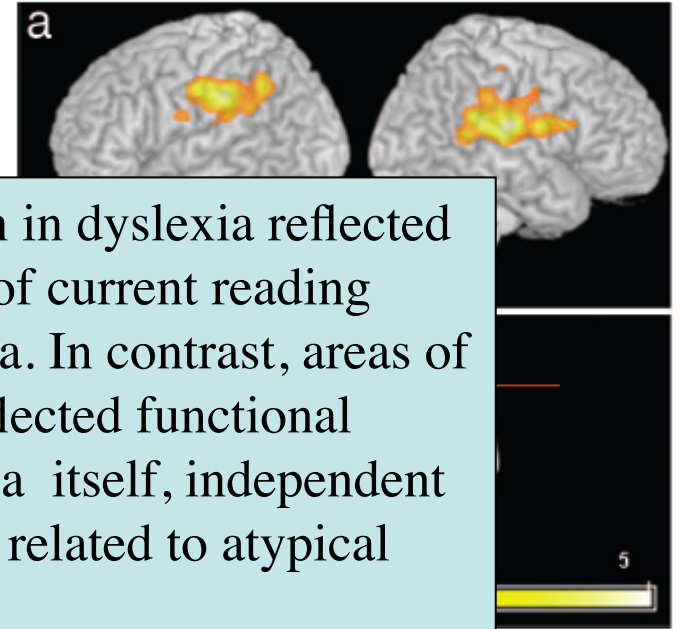 a
in dyslexia reflected
of current reading
a. In contrast, areas of
lected functional
a itself, independent
related to atypical
5